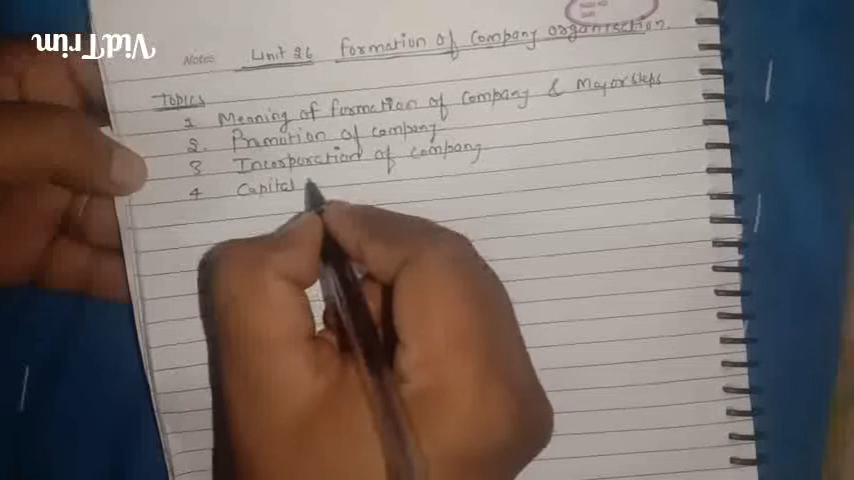 VidTrim
Notes Unit 26 Formation of Company organisation.
Topics
1 Meaning of formation of company & Major steps
2. Promotion of company
3 Incorporation of company
4 Capital